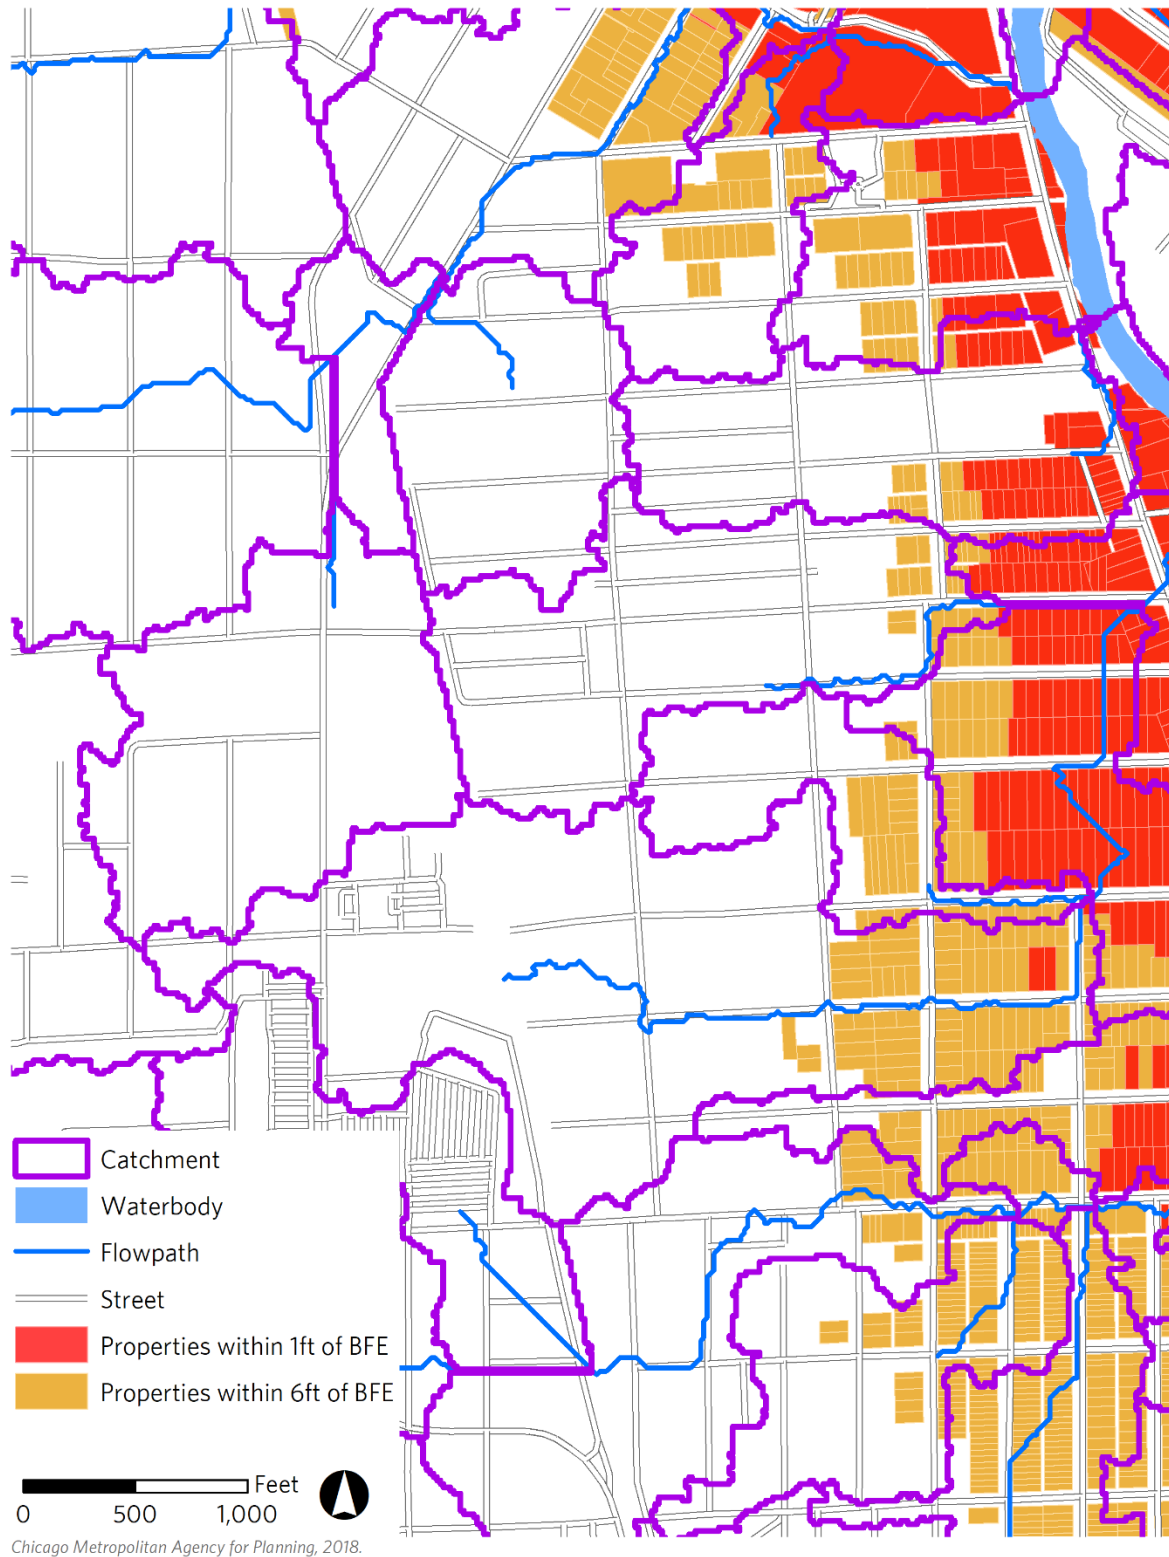 Catchment
Waterbody
Flowpath
Street
Properties within 1ft of BFE
Properties within 6ft of BFE
Feet
0 500 1,000
Chicago Metropolitan Agency for Planning, 2018.